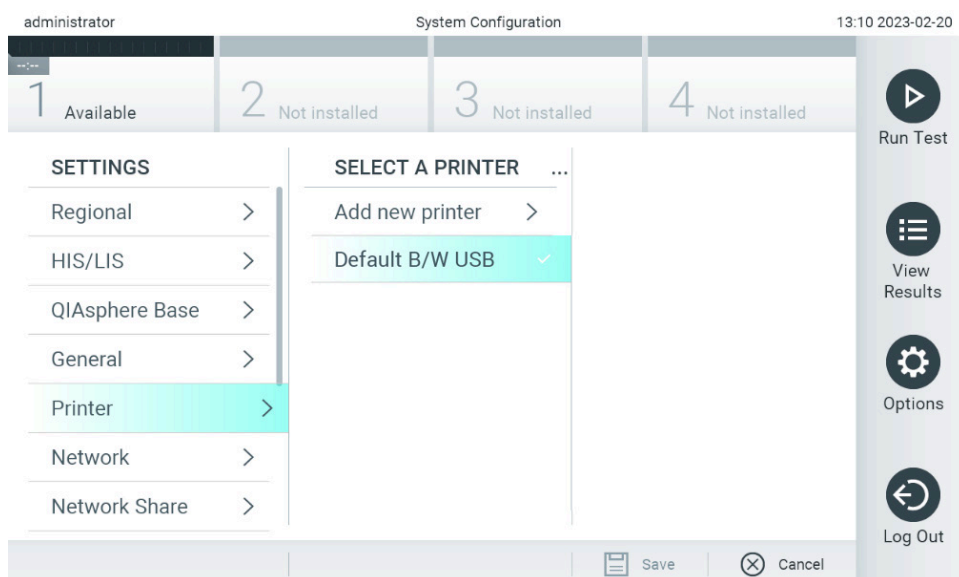 administrator System Configuration 13:10 2023-02-20
--:--
1 Available 2 Not installed 3 Not installed 4 Not installed
Run Test
SETTINGS SELECT A PRINTER ...
Regional Add new printer
HIS/LIS Default B/W USB
View
Results
QIAsphere Base
General
Printer
Options
Network
Network Share
Log Out
Save Cancel